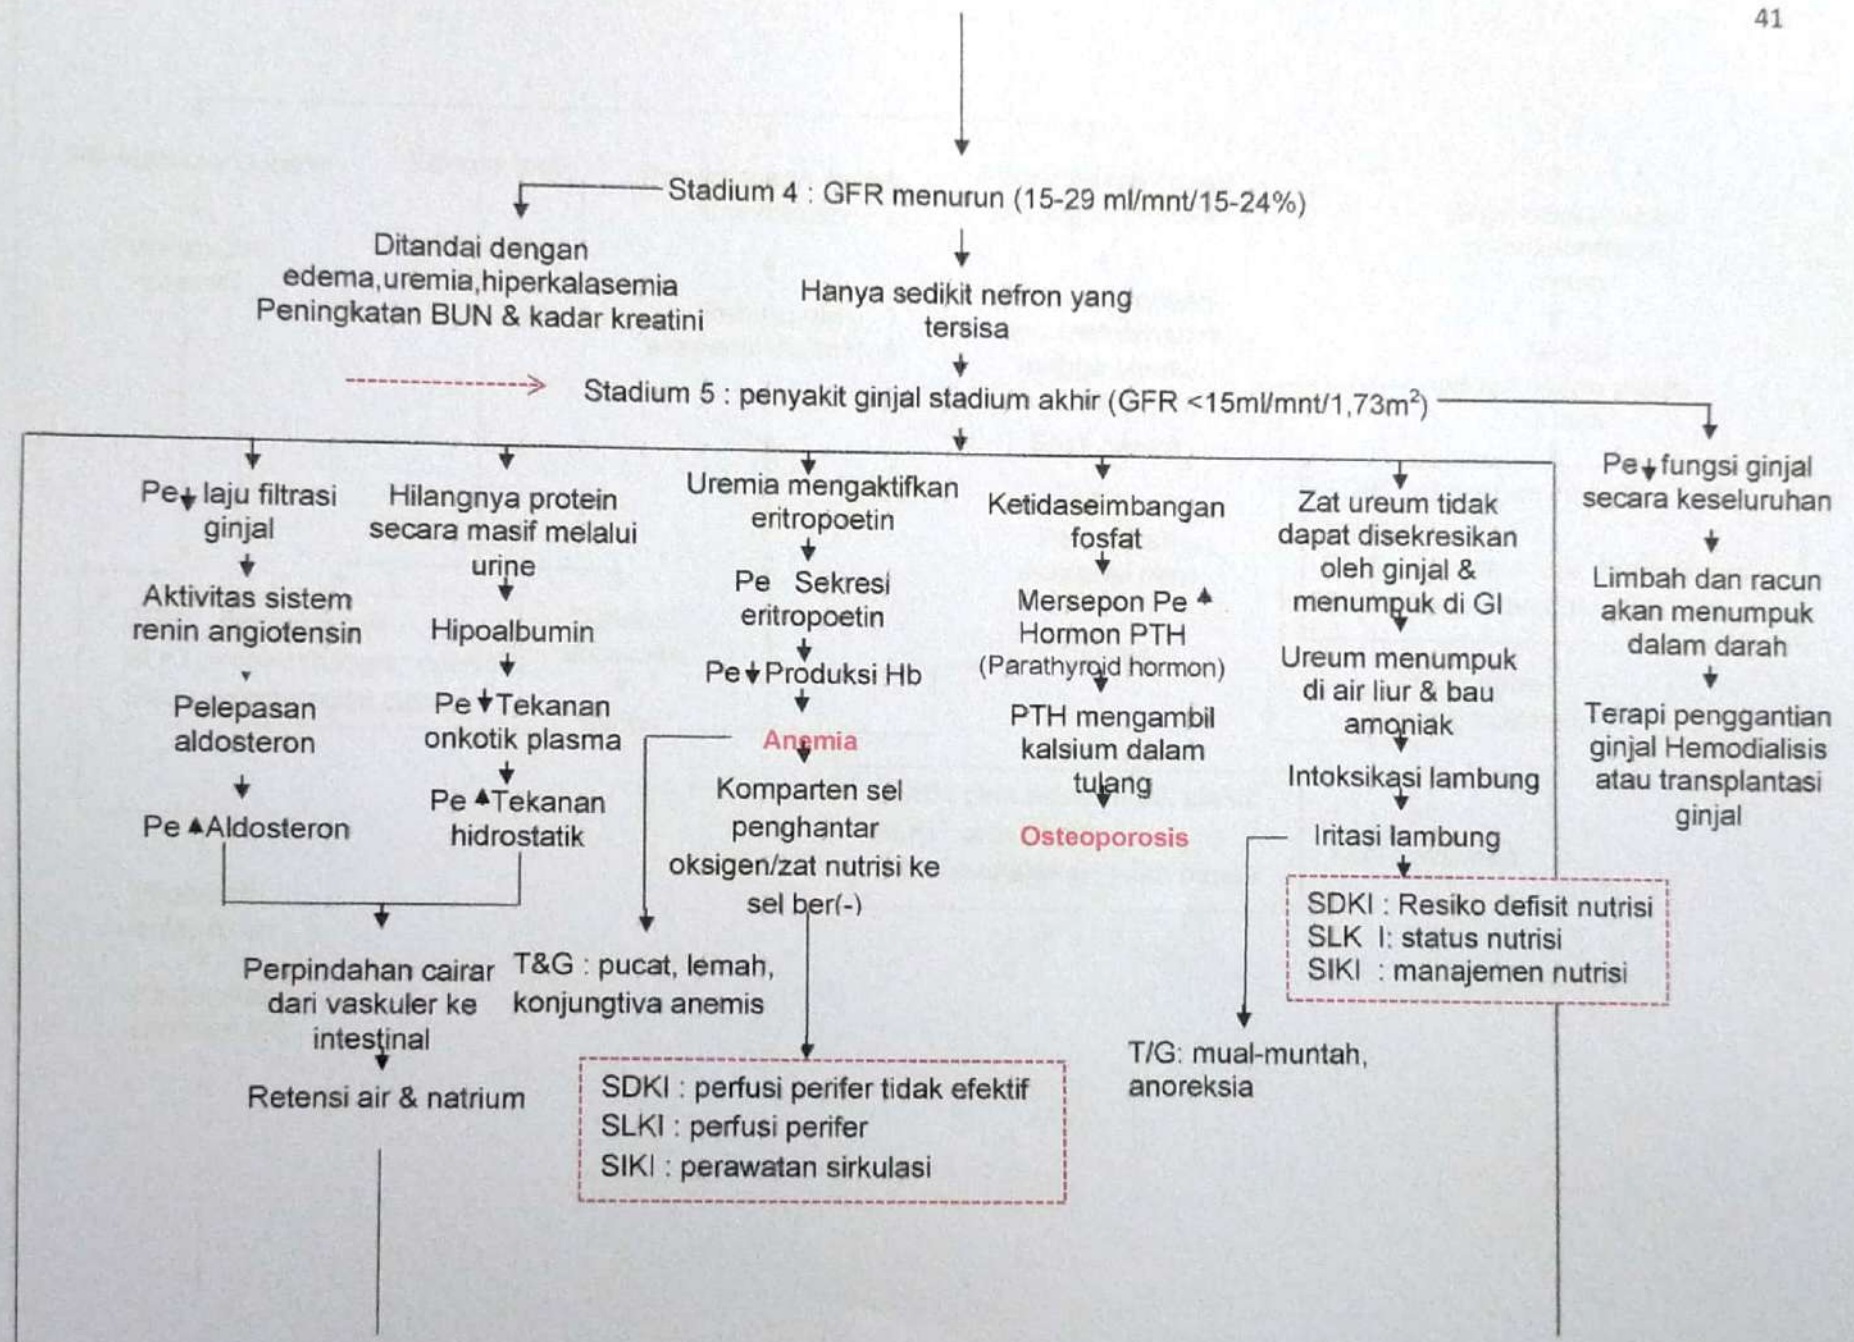 41
Stadium 4 : GFR menurun (15-29 ml/mnt/15-24%)
Ditandai dengan
edema,uremia,hiperkalasemia
Peningkatan BUN & kadar kreatini
Hanya sedikit nefron yang
tersisa
Stadium 5 : penyakit ginjal stadium akhir (GFR <15ml/mnt/1,73m²)
Pe↓ laju filtrasi
ginjal
Aktivitas sistem
renin angiotensin
Pelepasan
aldosteron
Pe ▲Aldosteron
Hilangnya protein
secara masif melalui
urine
Hipoalbumin
Pe ↓Tekanan
onkotik plasma
Pe ▲Tekanan
hidrostatik
Perpindahan cairar
dari vaskuler ke
intestinal
Retensi air & natrium
Uremia mengaktifkan
eritropoetin
Pe Sekresi
eritropoetin
Pe↓Produksi Hb
Anemia
Komparten sel
penghantar
oksigen/zat nutrisi ke
sel ber(-)
T&G : pucat, lemah,
konjungtiva anemis
SDKI : perfusi perifer tidak efektif
SLKI : perfusi perifer
SIKI : perawatan sirkulasi
Ketidaseimbangan
fosfat
Mersepon Pe ▲
Hormon PTH
(Parathyroid hormon)
PTH mengambil
kalsium dalam
tulang
Osteoporosis
Zat ureum tidak
dapat disekresikan
oleh ginjal &
menumpuk di GI
Ureum menumpuk
di air liur & bau
amoniak
Intoksikasi lambung
Iritasi lambung
SDKI : Resiko defisit nutrisi
SLK I: status nutrisi
SIKI : manajemen nutrisi
T/G: mual-muntah,
anoreksia
Pe↓fungsi ginjal
secara keseluruhan
Limbah dan racun
akan menumpuk
dalam darah
Terapi penggantian
ginjal Hemodialisis
atau transplantasi
ginjal